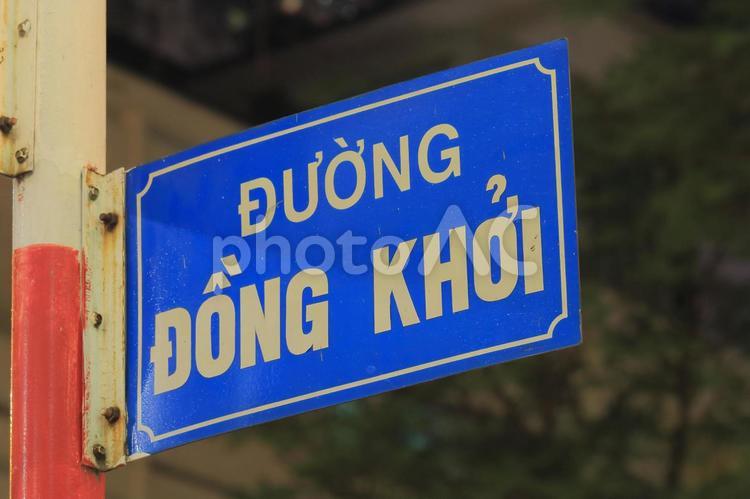 ĐƯỜNG
ĐỒNG KHỞI
photoAC